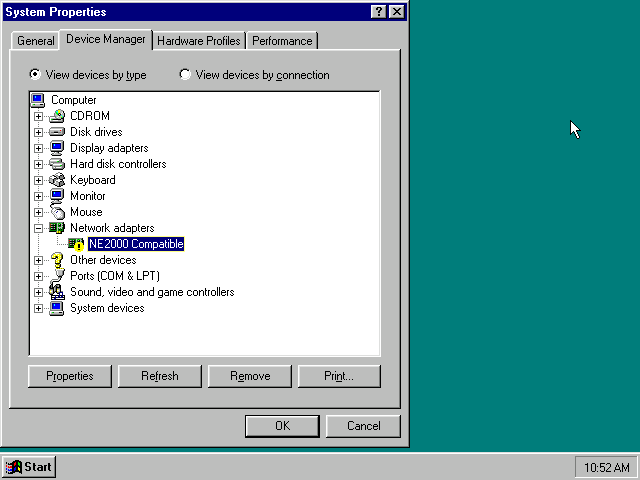 System Properties
General Device Manager Hardware Profiles Performance
View devices by type View devices by connection
Computer
CDROM
Disk drives
Display adapters
Hard disk controllers
Keyboard
Monitor
Mouse
Network adapters
NE2000 Compatible
Other devices
Ports (COM & LPT)
Sound, video and game controllers
System devices
Properties Refresh Remove Print...
OK Cancel
Start 10:52 AM